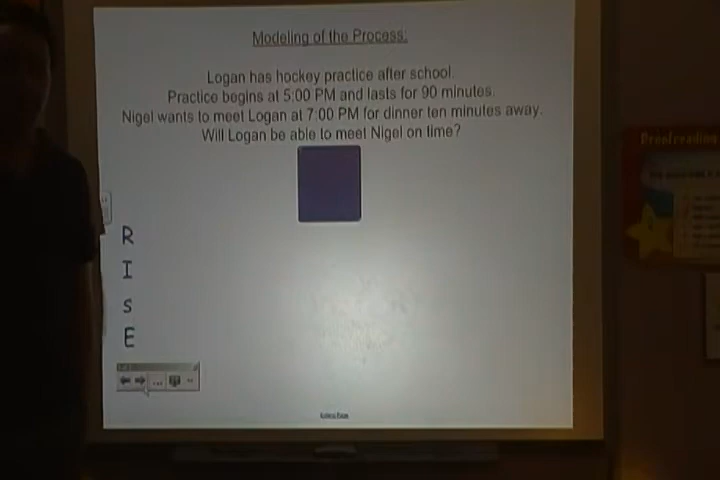 Modeling of the Process:
Logan has hockey practice after school.
Practice begins at 5:00 PM and lasts for 90 minutes.
Nigel wants to meet Logan at 7:00 PM for dinner ten minutes away.
Will Logan be able to meet Nigel on time?
Proofreading
R
I
S
E